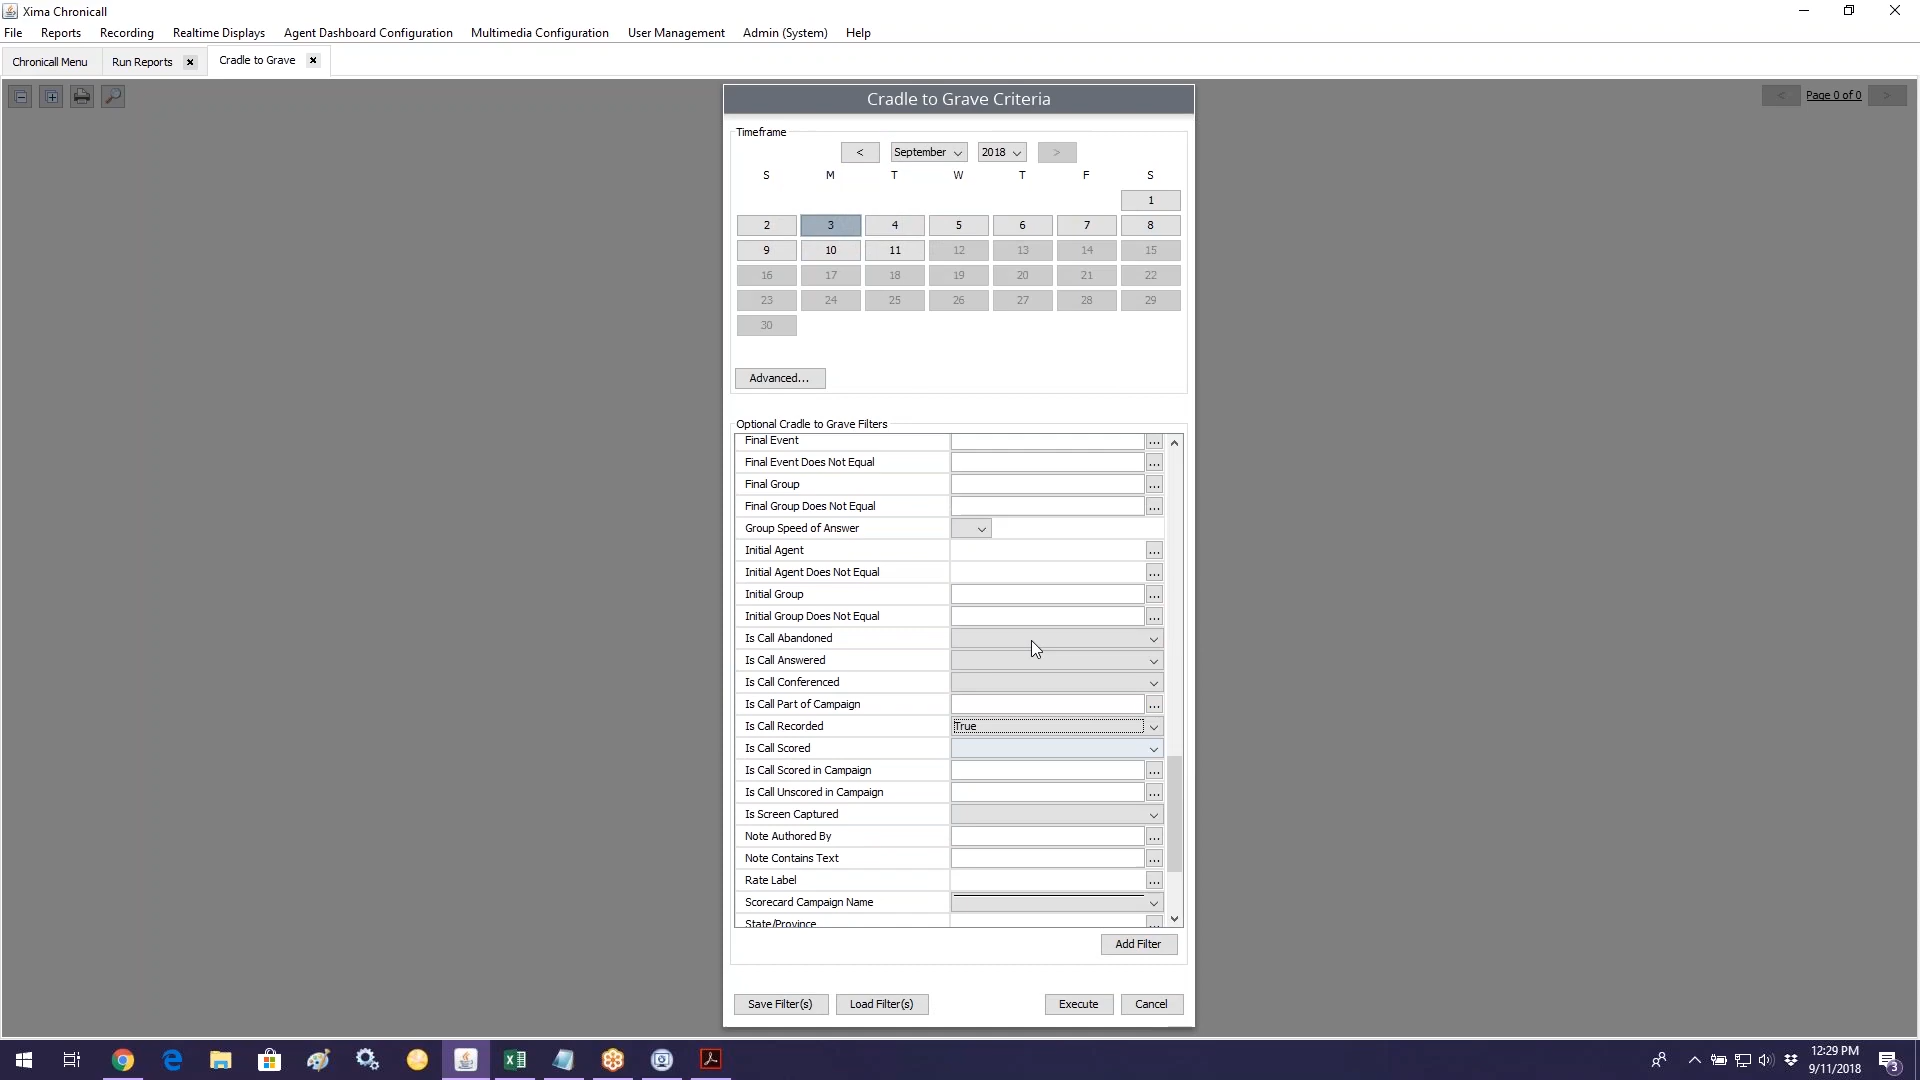 Xima Chronicall
File Reports Recording Realtime Displays Agent Dashboard Configuration Multimedia Configuration User Management Admin (System) Help
Chronicall Menu Run Reports Cradle to Grave
< Page 0 of 0 >
Cradle to Grave Criteria
Timeframe
< September 2018 >
S M T W T F S
1
2 3 4 5 6 7 8
9 10 11 12 13 14 15
16 17 18 19 20 21 22
23 24 25 26 27 28 29
30
Advanced...
Optional Cradle to Grave Filters
Final Event ...
Final Event Does Not Equal ...
Final Group ...
Final Group Does Not Equal ...
Group Speed of Answer
Initial Agent ...
Initial Agent Does Not Equal ...
Initial Group ...
Initial Group Does Not Equal ...
Is Call Abandoned
Is Call Answered
Is Call Conferenced
Is Call Part of Campaign ...
Is Call Recorded True
Is Call Scored
Is Call Scored in Campaign ...
Is Call Unscored in Campaign ...
Is Screen Captured
Note Authored By ...
Note Contains Text ...
Rate Label ...
Scorecard Campaign Name
State/Province ...
Add Filter
Save Filter(s) Load Filter(s) Execute Cancel
12:29 PM
9/11/2018
3